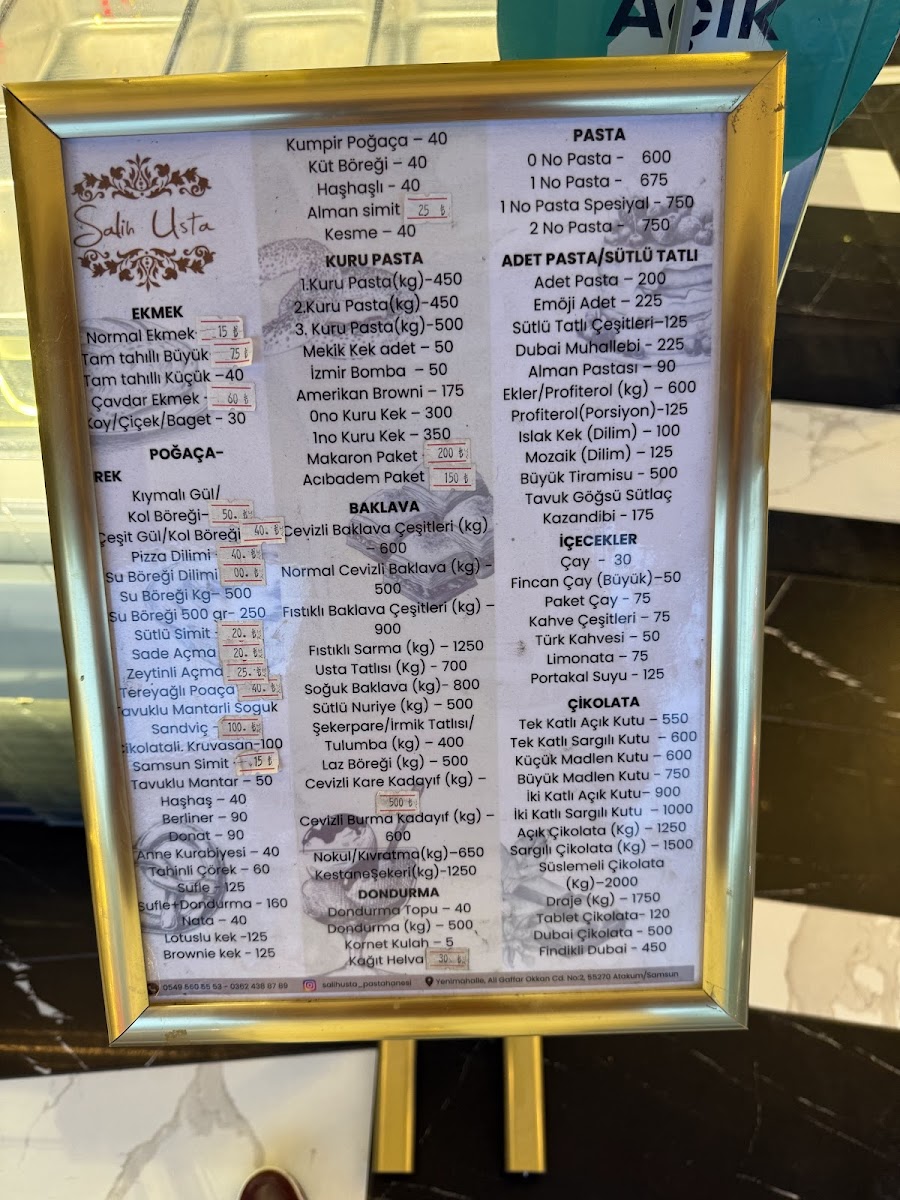 Açık
Salih Usta
EKMEK
Normal Ekmek 15 ₺
Tam tahıllı Büyük 75 ₺
Tam tahıllı Küçük –40
Çavdar Ekmek - 60 ₺
Köy/Çiçek/Baget - 30
POĞAÇA-
REK
Kıymalı Gül/
Kol Böreği- 50. ₺
Çeşit Gül/Kol Böreği 40. ₺
Pizza Dilimi - 40. ₺
Su Böreği Dilimi 00. ₺
Su Böreği Kg– 500
Su Böreği 500 gr- 250
Sütlü Simit - 20. ₺
Sade Açma 20. ₺
Zeytinli Açma 25. ₺
Tereyağlı Poaça 40. ₺
Tavuklu Mantarlı Soguk
Sandviç - 100. ₺
ikolatalı. Kruvasan-100
Samsun Simit - 15 ₺
Tavuklu Mantar – 50
Haşhaş – 40
Berliner – 90
Donat – 90
Anne Kurabiyesi – 40
Tahinli Çörek – 60
Sufle - 125
Sufle+Dondurma - 160
Nata – 40
Lotuslu kek -125
Brownie kek - 125
Kumpir Poğaça – 40
Küt Böreği – 40
Haşhaşlı - 40
Alman simit 25 ₺
Kesme – 40
KURU PASTA
1.Kuru Pasta(kg)-450
2.Kuru Pasta(kg)-450
3. Kuru Pasta(kg)-500
Mekik Kek adet – 50
İzmir Bomba – 50
Amerikan Browni – 175
0no Kuru Kek – 300
1no Kuru Kek – 350
Makaron Paket 200 ₺
Acıbadem Paket 150 ₺
BAKLAVA
Cevizli Baklava Çeşitleri (kg)
– 600
Normal Cevizli Baklava (kg) –
500
Fıstıklı Baklava Çeşitleri (kg) –
900
Fıstıklı Sarma (kg) – 1250
Usta Tatlısı (Kg) – 700
Soğuk Baklava (kg)- 800
Sütlü Nuriye (kg) – 500
Şekerpare/İrmik Tatlısı/
Tulumba (kg) – 400
Laz Böreği (kg) – 500
Cevizli Kare Kadayıf (kg) –
500 ₺
Cevizli Burma kadayıf (kg) –
600
Nokul/Kıvratma(kg)–650
KestaneŞekeri(kg)-1250
DONDURMA
Dondurma Topu – 40
Dondurma (kg) – 500
Kornet Kulah – 5
Kağıt Helva 30. ₺
PASTA
0 No Pasta - 600
1 No Pasta - 675
1 No Pasta Spesiyal - 750
2 No Pasta - 750
ADET PASTA/SÜTLÜ TATLI
Adet Pasta – 200
Emöji Adet – 225
Sütlü Tatlı Çeşitleri–125
Dubai Muhallebi - 225
Alman Pastası – 90
Ekler/Profiterol (kg) – 600
Profiterol(Porsiyon)-125
Islak Kek (Dilim) – 100
Mozaik (Dilim) – 125
Büyük Tiramisu - 500
Tavuk Göğsü Sütlaç
Kazandibi - 175
İÇECEKLER
Çay - 30
Fincan Çay (Büyük)–50
Paket Çay - 75
Kahve Çeşitleri – 75
Türk Kahvesi – 50
Limonata – 75
Portakal Suyu - 125
ÇİKOLATA
Tek Katlı Açık Kutu – 550
Tek Katlı Sargılı Kutu – 600
Küçük Madlen Kutu – 600
Büyük Madlen Kutu - 750
İki Katlı Açık Kutu– 900
İki Katlı Sargılı Kutu – 1000
Açık Çikolata (Kg) – 1250
Sargılı Çikolata (Kg) – 1500
Süslemeli Çikolata
(Kg)–2000
Draje (Kg) – 1750
Tablet Çikolata- 120
Dubai Çikolata - 500
Findikli Dubai – 450
0549 560 55 53 - 0362 438 87 89 salihusta_pastahanesi Yenimahalle, Ali Gaffar Okkan Cd. No:2, 55270 Atakum/Samsun